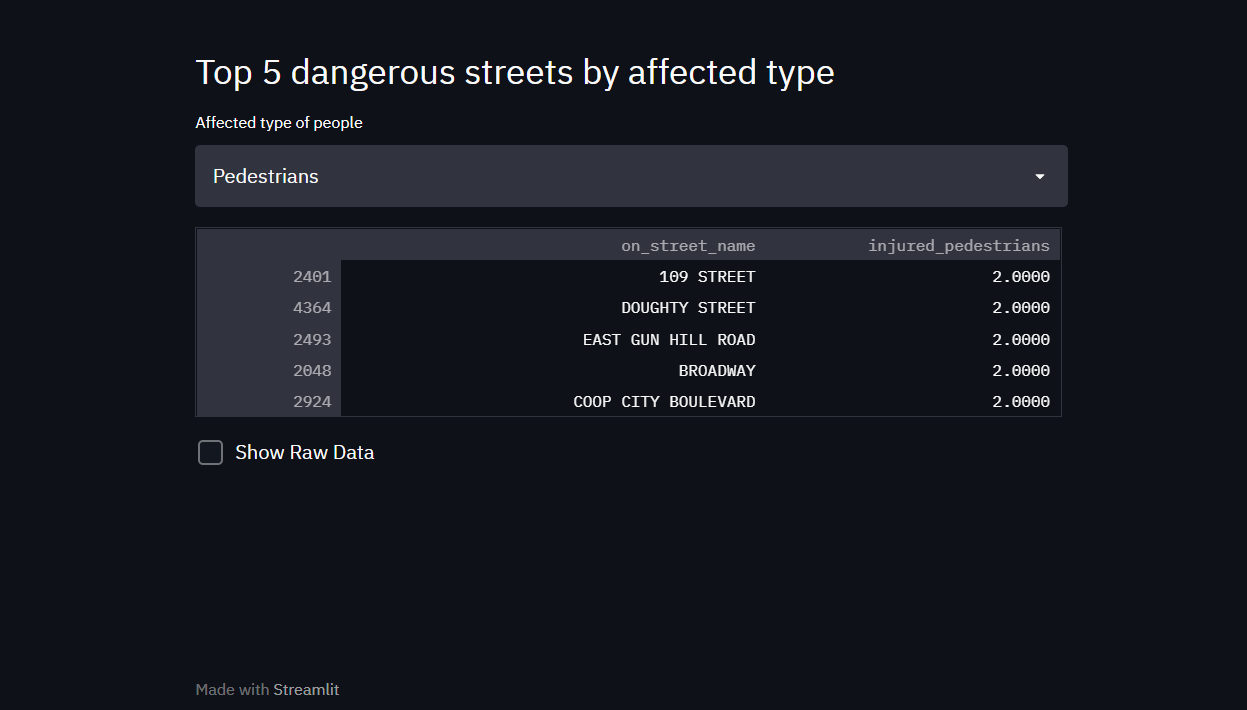 Top 5 dangerous streets by affected type
Affected type of people
Pedestrians
on_street_name injured_pedestrians
2401 109 STREET 2.0000
4364 DOUGHTY STREET 2.0000
2493 EAST GUN HILL ROAD 2.0000
2048 BROADWAY 2.0000
2924 COOP CITY BOULEVARD 2.0000
Show Raw Data
Made with Streamlit